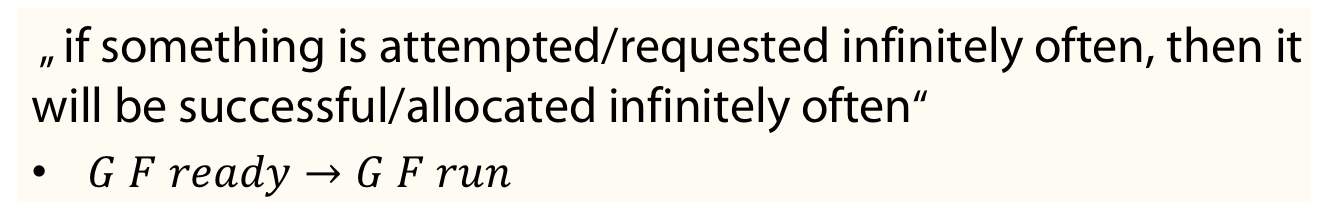 „ if something is attempted/requested infinitely often, then it
will be successful/allocated infinitely often“
• G F ready → G F run